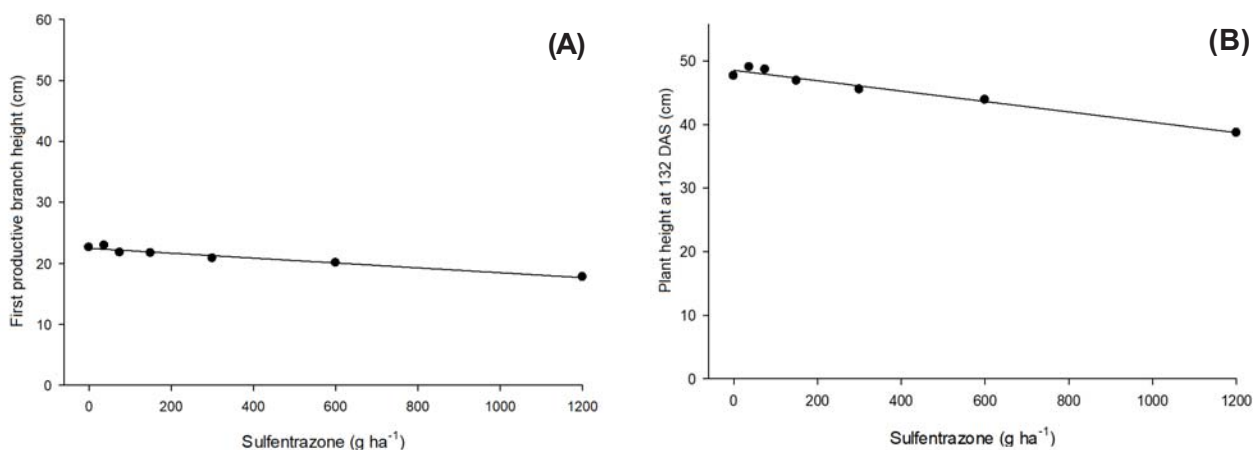 (A)
First productive branch height (cm)
60
50
40
30
20
10
0
0 200 400 600 800 1000 1200
Sulfentrazone (g ha⁻¹)
(B)
Plant height at 132 DAS (cm)
50
40
30
20
10
0
0 200 400 600 800 1000 1200
Sulfentrazone (g ha⁻¹)